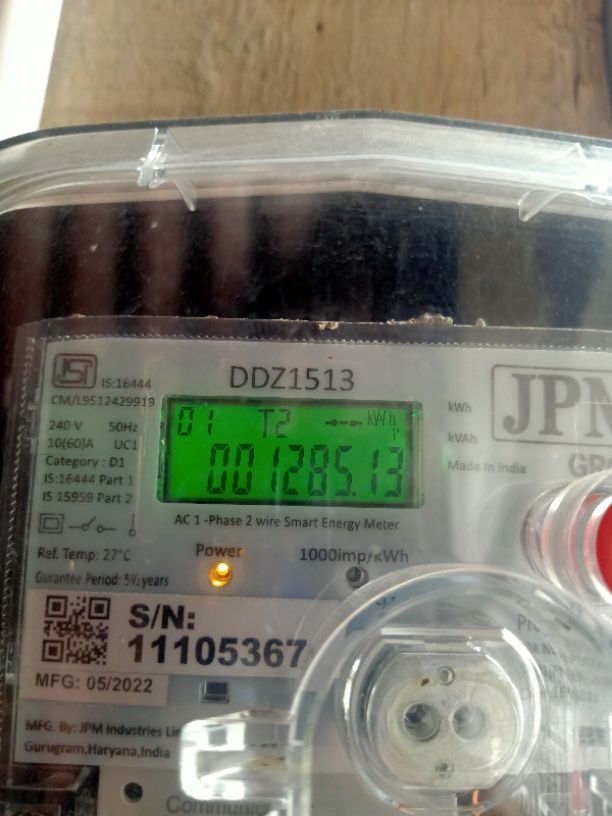 DDZ1513
IS:16444
CM/L9512429919
240 V 50Hz
10(60)A UC1
Category : D1
IS:16444 Part 1
IS 15959 Part 2
01 T2 kWh
001285.13
kWh
kVAh
Made In India
JPM
AC 1 -Phase 2 wire Smart Energy Meter
Ref. Temp: 27°C
Power
1000imp/kWh
Gurantee Period: 5½ years
S/N:
11105367
MFG: 05/2022
MFG. By: JPM Industries
Gurugram,Haryana,India